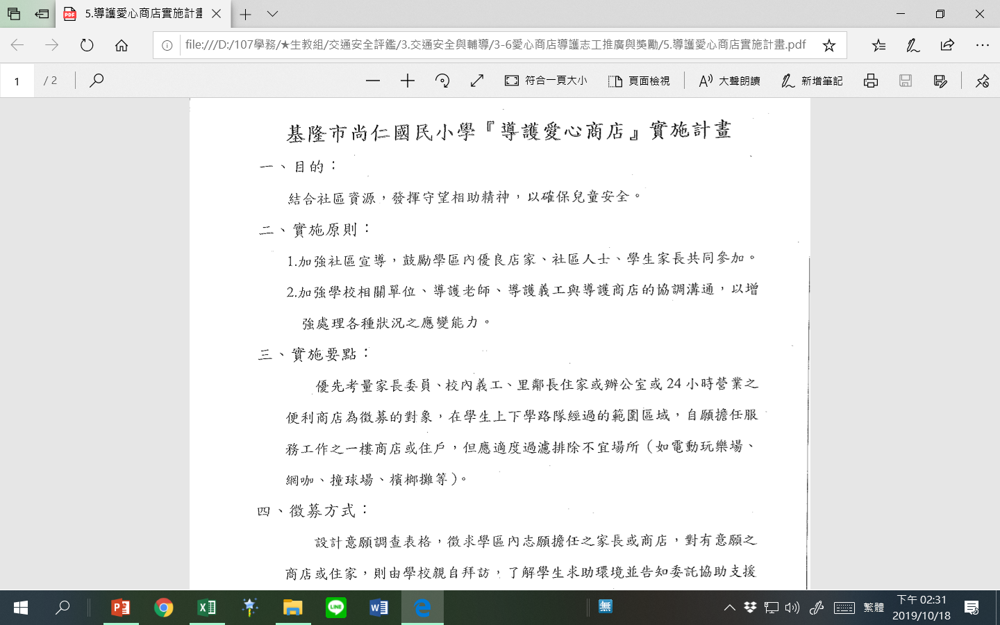 5.導護愛心商店實施計畫
file:///D:/107學務/★生教組/交通安全評鑑/3.交通安全與輔導/3-6愛心商店導護志工推廣與獎勵/5.導護愛心商店實施計畫.pdf
1 / 2 符合一頁大小 頁面檢視 大聲朗讀 新增筆記
基隆市尚仁國民小學『導護愛心商店』實施計畫
一、目的：
結合社區資源，發揮守望相助精神，以確保兒童安全。
二、實施原則：
1.加強社區宣導，鼓勵學區內優良店家、社區人士、學生家長共同參加。
2.加強學校相關單位、導護老師、導護義工與導護商店的協調溝通，以增
強處理各種狀況之應變能力。
三、實施要點：
優先考量家長委員、校內義工、里鄰長住家或辦公室或 24 小時營業之
便利商店為徵募的對象，在學生上下學路隊經過的範圍區域，自願擔任服
務工作之一樓商店或住戶，但應適度過濾排除不宜場所（如電動玩樂場、
網咖、撞球場、檳榔攤等）。
四、徵募方式：
設計意願調查表格，徵求學區內志願擔任之家長或商店，對有意願之
商店或住家，則由學校親自拜訪，了解學生求助環境並告知委託協助支援
繁體
下午 02:31
2019/10/18